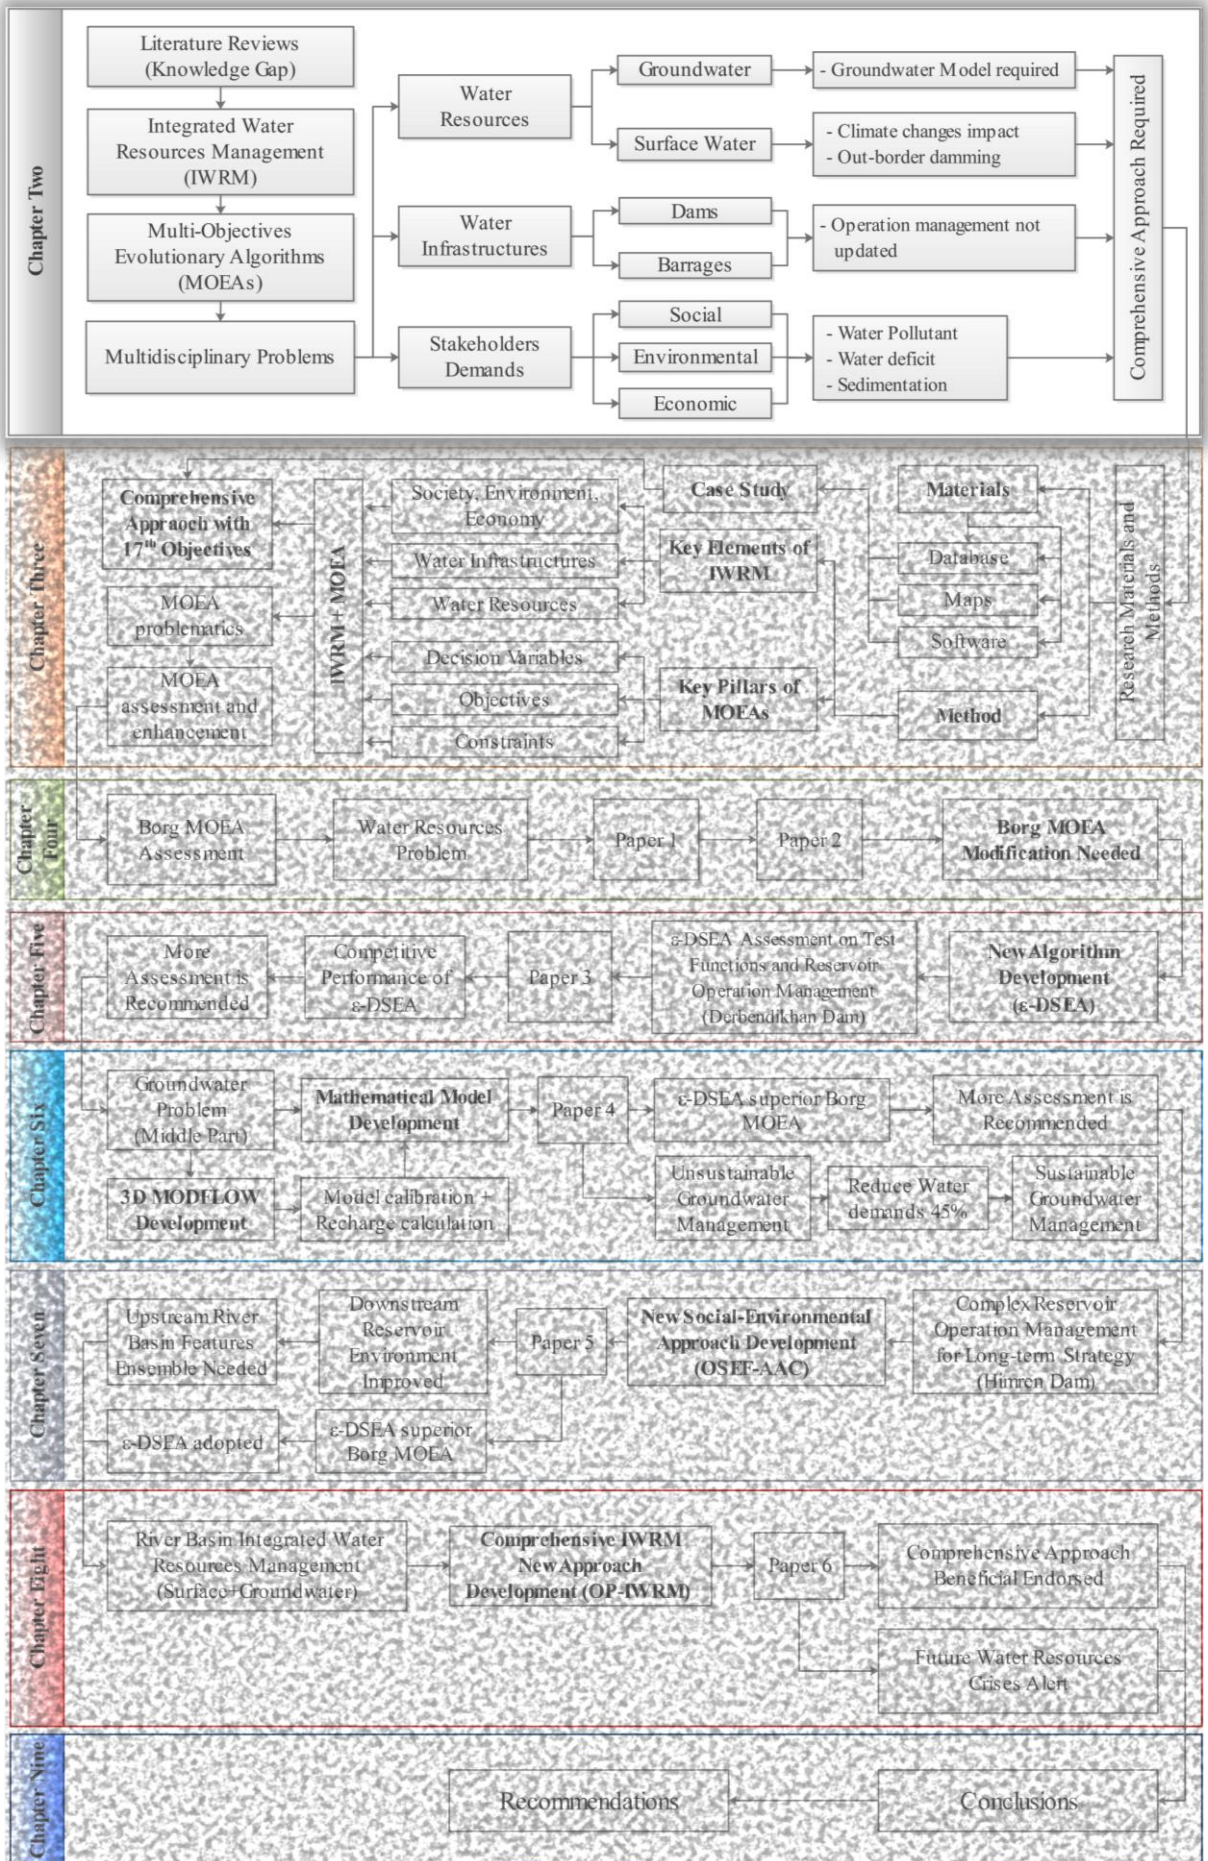 Chapter Two
Literature Reviews
(Knowledge Gap)
Integrated Water
Resources Management
(IWRM)
Multi-Objectives
Evolutionary Algorithms
(MOEAs)
Multidisciplinary Problems
Water
Resources
Water
Infrastructures
Stakeholders
Demands
Groundwater
Surface Water
Dams
Barrages
Social
Environmental
Economic
- Groundwater Model required
- Climate changes impact
- Out-border damming
- Operation management not
updated
- Water Pollutant
- Water deficit
- Sedimentation
Comprehensive Approach Required
Chapter Three
Research Materials and
Methods
Materials
Database
Maps
Software
Method
Case Study
Key Elements of
IWRM
Key Pillars of
MOEAs
Society, Environment,
Economy
Water Infrastructures
Water Resources
Decision Variables
Objectives
Constraints
IWRM + MOEA
Comprehensive
Appraoch with
17th Objectives
MOEA
problematics
MOEA
assessment and
enhancement
Chapter
Four
Borg MOEA
Assessment
Water Resources
Problem
Paper 1
Paper 2
Borg MOEA
Modification Needed
Chapter Five
New Algorithm
Development
(ε-DSEA)
ε-DSEA Assessment on Test
Functions and Reservoir
Operation Management
(Derbendikhan Dam)
Paper 3
Competitive
Performance of
ε-DSEA
More
Assessment is
Recommended
Chapter Six
Groundwater
Problem
(Middle Part)
3D MODFLOW
Development
Mathematical Model
Development
Model calibration +
Recharge calculation
Paper 4
ε-DSEA superior Borg
MOEA
More Assessment is
Recommended
Unsustainable
Groundwater
Management
Reduce Water
demands 45%
Sustainable
Groundwater
Management
Chapter Seven
Complex Reservoir
Operation Management
for Long-term Strategy
(Himren Dam)
New Social-Environmental
Approach Development
(OSEF-AAC)
Paper 5
Downstream
Reservoir
Environment
Improved
Upstream River
Basin Features
Ensemble Needed
ε-DSEA superior
Borg MOEA
ε-DSEA adopted
Chapter Eight
River Basin Integrated Water
Resources Management
(Surface+Groundwater)
Comprehensive IWRM
New Approach
Development (OP-IWRM)
Paper 6
Comprehensive Approach
Beneficial Endorsed
Future Water Resources
Crises Alert
Chapter Nine
Conclusions
Recommendations